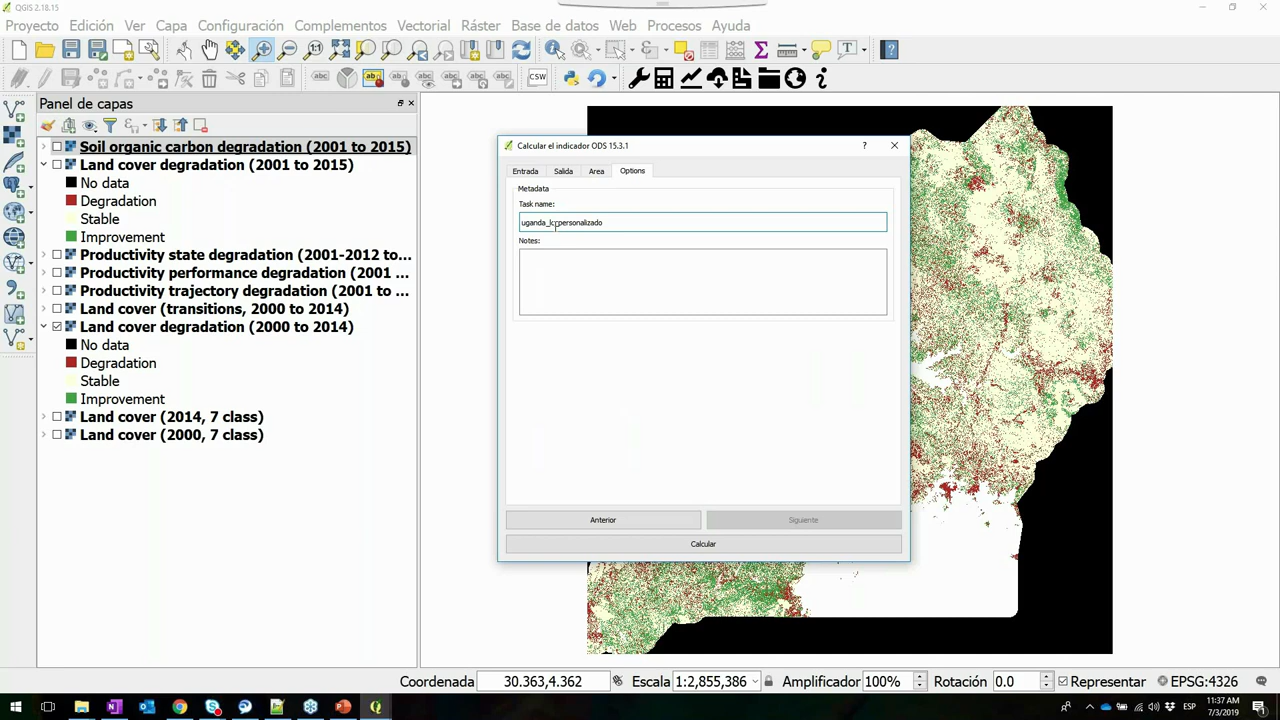 QGIS 2.18.15
Proyecto Edición Ver Capa Configuración Complementos Vectorial Ráster Base de datos Web Procesos Ayuda
CSW
Panel de capas
Soil organic carbon degradation (2001 to 2015)
Land cover degradation (2001 to 2015)
No data
Degradation
Stable
Improvement
Productivity state degradation (2001-2012 to...
Productivity performance degradation (2001 ...
Productivity trajectory degradation (2001 to ...
Land cover (transitions, 2000 to 2014)
Land cover degradation (2000 to 2014)
No data
Degradation
Stable
Improvement
Land cover (2014, 7 class)
Land cover (2000, 7 class)
Calcular el indicador ODS 15.3.1
Entrada Salida Area Options
Metadata
Task name:
personalizado
Notes:
Anterior Siguiente
Calcular
Coordenada 30.363,4.362 Escala 1:2,855,386 Amplificador 100% Rotación 0.0 Representar EPSG:4326
ESP 11:37 AM
7/3/2019